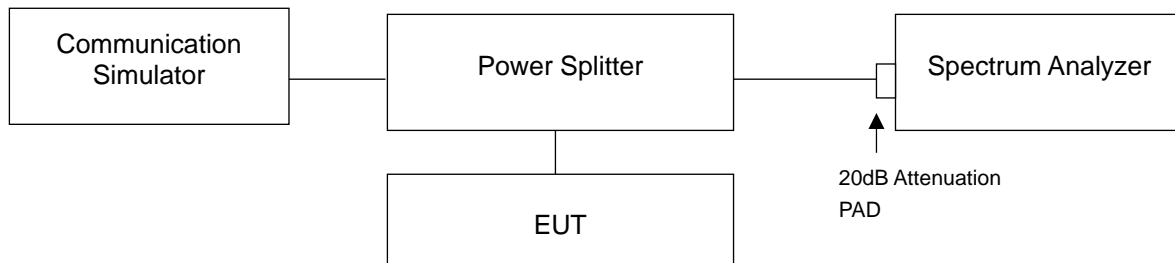 Communication
Simulator
Power Splitter
Spectrum Analyzer
20dB Attenuation
PAD
EUT